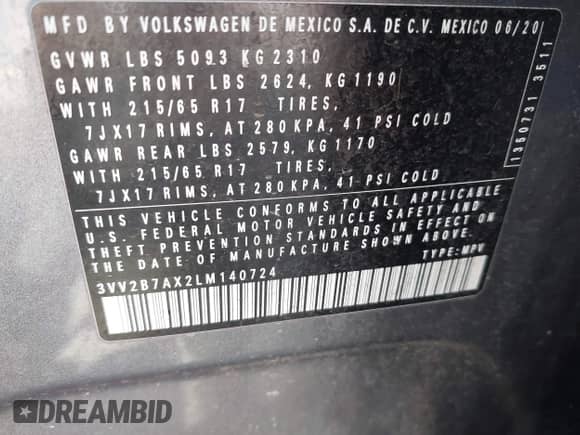 MFD BY VOLKSWAGEN DE MEXICO S.A. DE C.V. MEXICO 06/20
GVWR LBS 5093 KG 2310
GAWR FRONT LBS 2624, KG 1190
WITH 215/65 R17 TIRES,
7JX17 RIMS, AT 280 KPA, 41 PSI COLD
GAWR REAR LBS 2579, KG 1170
WITH 215/65 R17 TIRES,
7JX17 RIMS, AT 280 KPA, 41 PSI COLD
THIS VEHICLE CONFORMS TO ALL APPLICABLE
U.S. FEDERAL MOTOR VEHICLE SAFETY AND
THEFT PREVENTION STANDARDS IN EFFECT ON
THE DATE OF MANUFACTURE SHOWN ABOVE.
TYPE: MPV
3VV2B7AX2LM140724
1350731 3511
DREAMBID